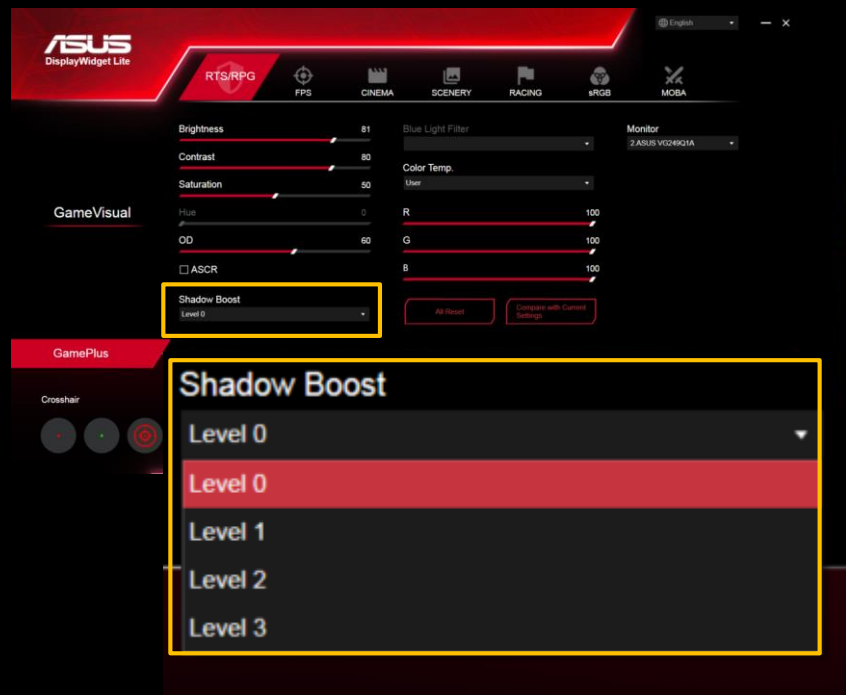 English
ASUS
DisplayWidget Lite
RTS/RPG
FPS
CINEMA
SCENERY
RACING
sRGB
MOBA
GameVisual
Brightness 81
Contrast 80
Saturation 50
Hue 0
OD 60
ASCR
Shadow Boost
Level 0
Blue Light Filter
Color Temp.
User
R 100
G 100
B 100
All Reset
Compare with Current
Settings
Monitor
2.ASUS VG249Q1A
GamePlus
Crosshair
Shadow Boost
Level 0
Level 0
Level 1
Level 2
Level 3